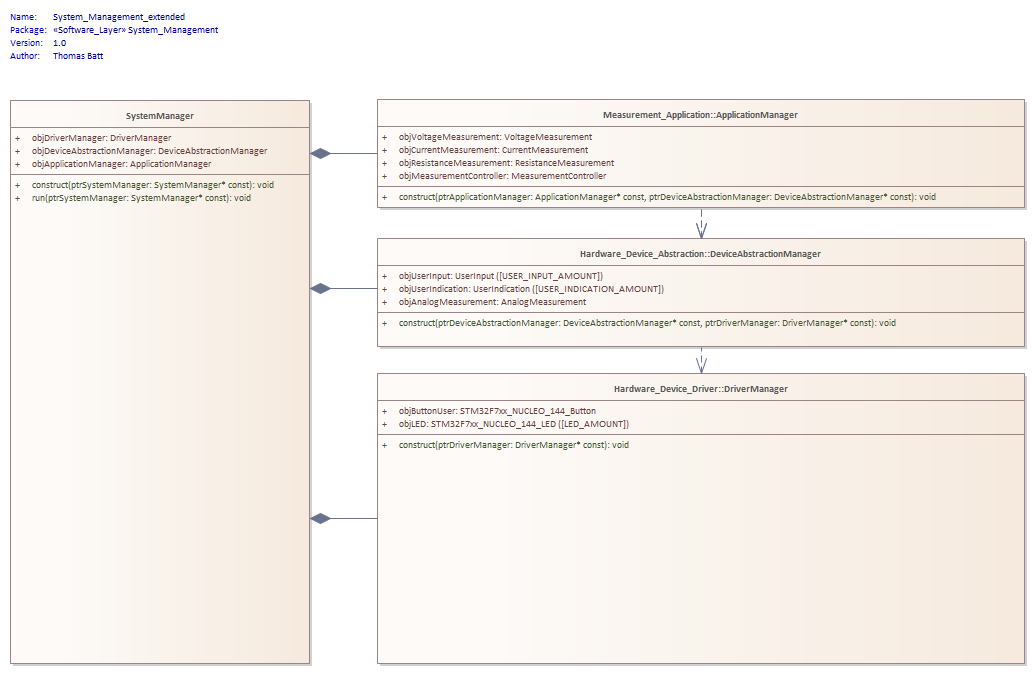 Name: System_Management_extended
Package: «Software_Layer» System_Management
Version: 1.0
Author: Thomas Batt
SystemManager
+ objDriverManager: DriverManager
+ objDeviceAbstractionManager: DeviceAbstractionManager
+ objApplicationManager: ApplicationManager
+ construct(ptrSystemManager: SystemManager* const): void
+ run(ptrSystemManager: SystemManager* const): void
Measurement_Application::ApplicationManager
+ objVoltageMeasurement: VoltageMeasurement
+ objCurrentMeasurement: CurrentMeasurement
+ objResistanceMeasurement: ResistanceMeasurement
+ objMeasurementController: MeasurementController
+ construct(ptrApplicationManager: ApplicationManager* const, ptrDeviceAbstractionManager: DeviceAbstractionManager* const): void
Hardware_Device_Abstraction::DeviceAbstractionManager
+ objUserInput: UserInput ([USER_INPUT_AMOUNT])
+ objUserIndication: UserIndication ([USER_INDICATION_AMOUNT])
+ objAnalogMeasurement: AnalogMeasurement
+ construct(ptrDeviceAbstractionManager: DeviceAbstractionManager* const, ptrDriverManager: DriverManager* const): void
Hardware_Device_Driver::DriverManager
+ objButtonUser: STM32F7xx_NUCLEO_144_Button
+ objLED: STM32F7xx_NUCLEO_144_LED ([LED_AMOUNT])
+ construct(ptrDriverManager: DriverManager* const): void